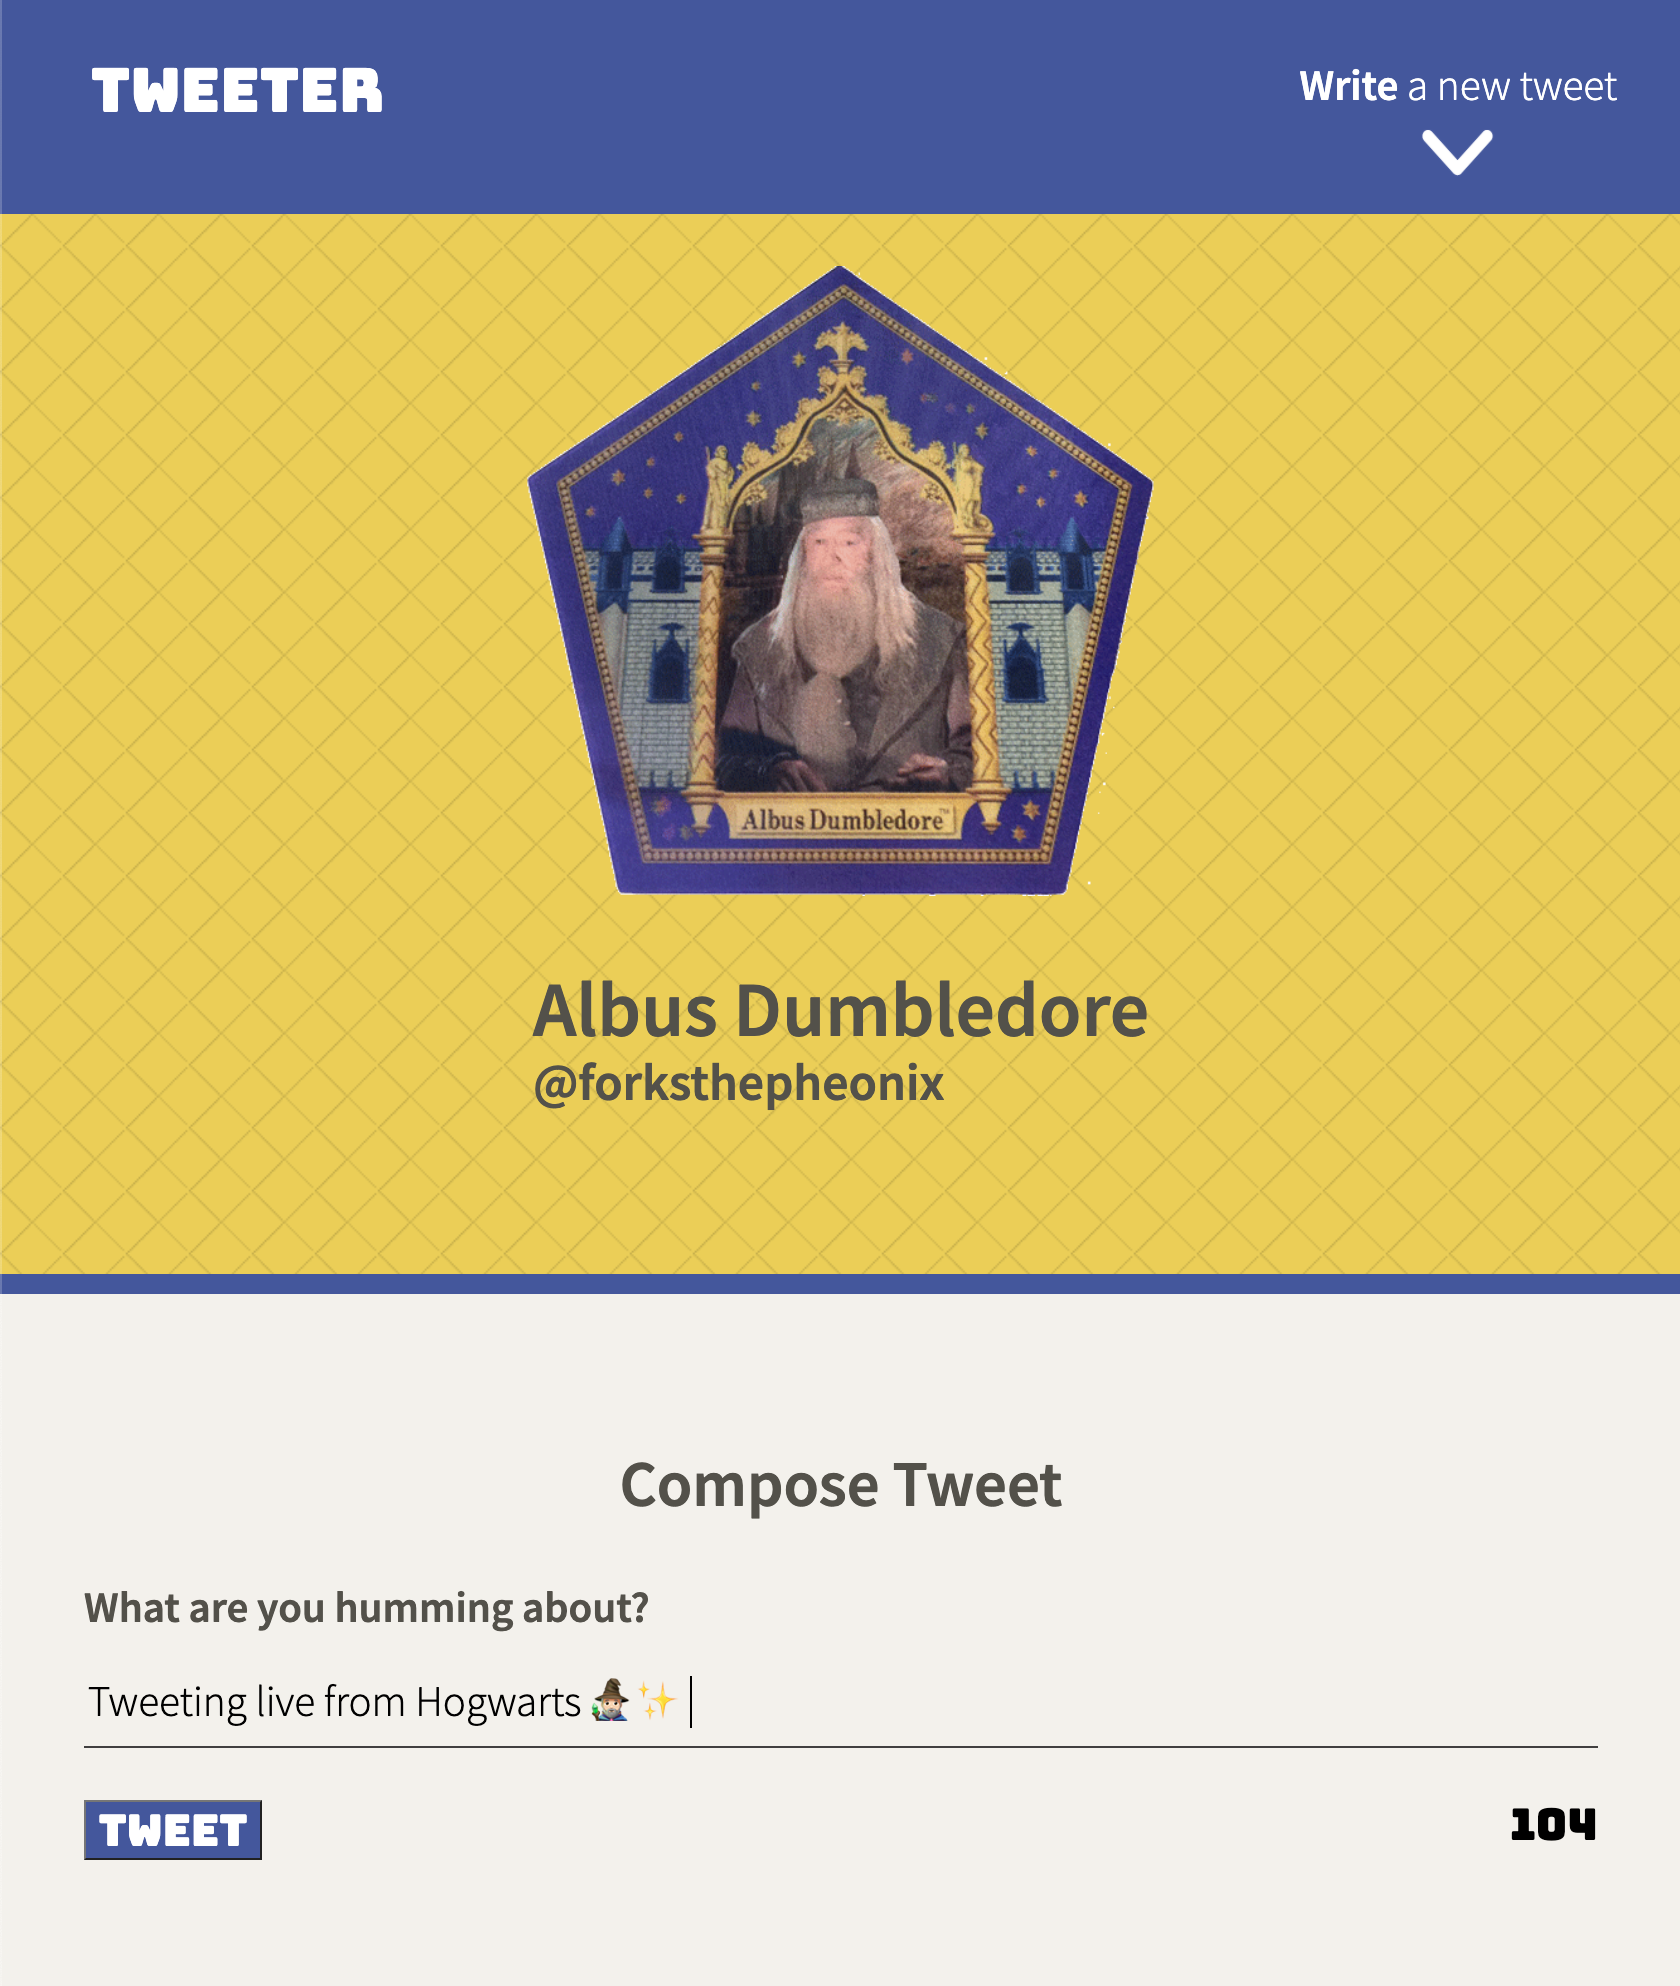 TWEETER
Write a new tweet
Albus Dumbledore™
Albus Dumbledore
@forksthepheonix
Compose Tweet
What are you humming about?
Tweeting live from Hogwarts 🧙🏻‍♂️✨
TWEET
104